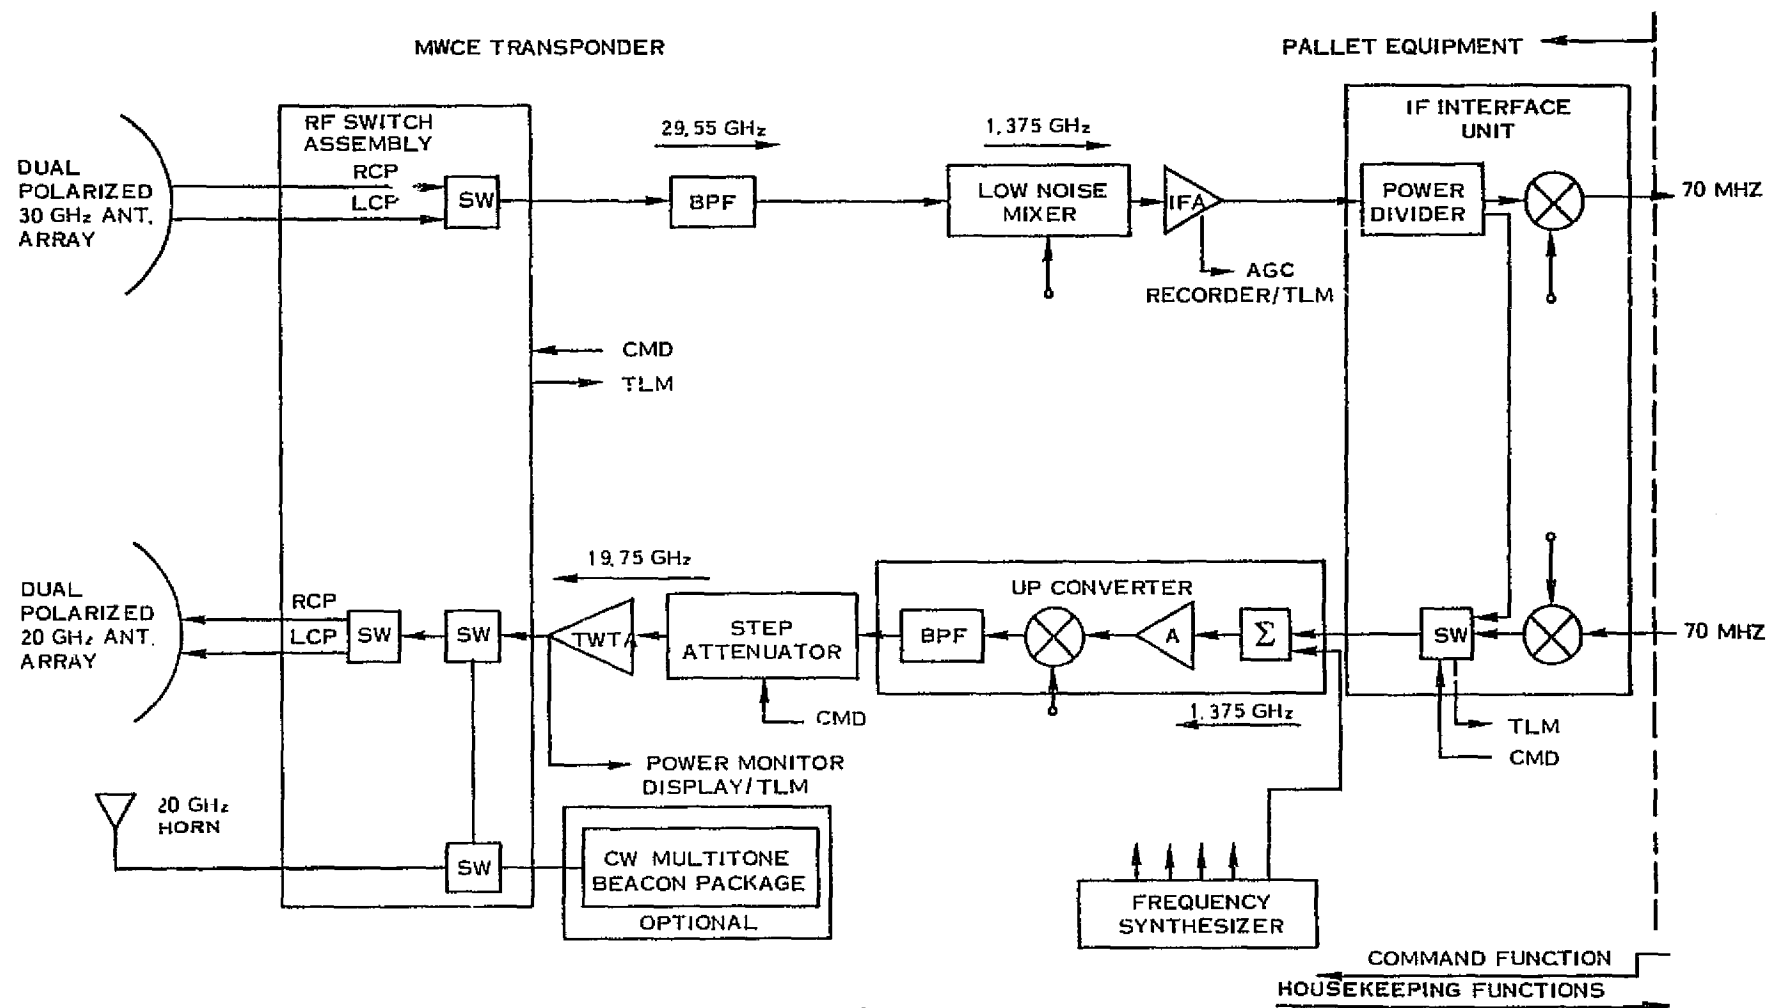 MWCE TRANSPONDER
PALLET EQUIPMENT
RF SWITCH
ASSEMBLY
IF INTERFACE
UNIT
29.55 GHz
1.375 GHz
DUAL
POLARIZED
30 GHz ANT.
ARRAY
RCP
LCP
SW
BPF
LOW NOISE
MIXER
IFA
POWER
DIVIDER
70 MHZ
AGC
RECORDER/TLM
CMD
TLM
19.75 GHz
UP CONVERTER
DUAL
POLARIZED
20 GHz ANT.
ARRAY
RCP
LCP
SW
SW
TWTA
STEP
ATTENUATOR
BPF
A
Σ
SW
70 MHZ
CMD
1.375 GHz
TLM
CMD
POWER MONITOR
DISPLAY/TLM
20 GHz
HORN
SW
CW MULTITONE
BEACON PACKAGE
OPTIONAL
FREQUENCY
SYNTHESIZER
COMMAND FUNCTION
HOUSEKEEPING FUNCTIONS